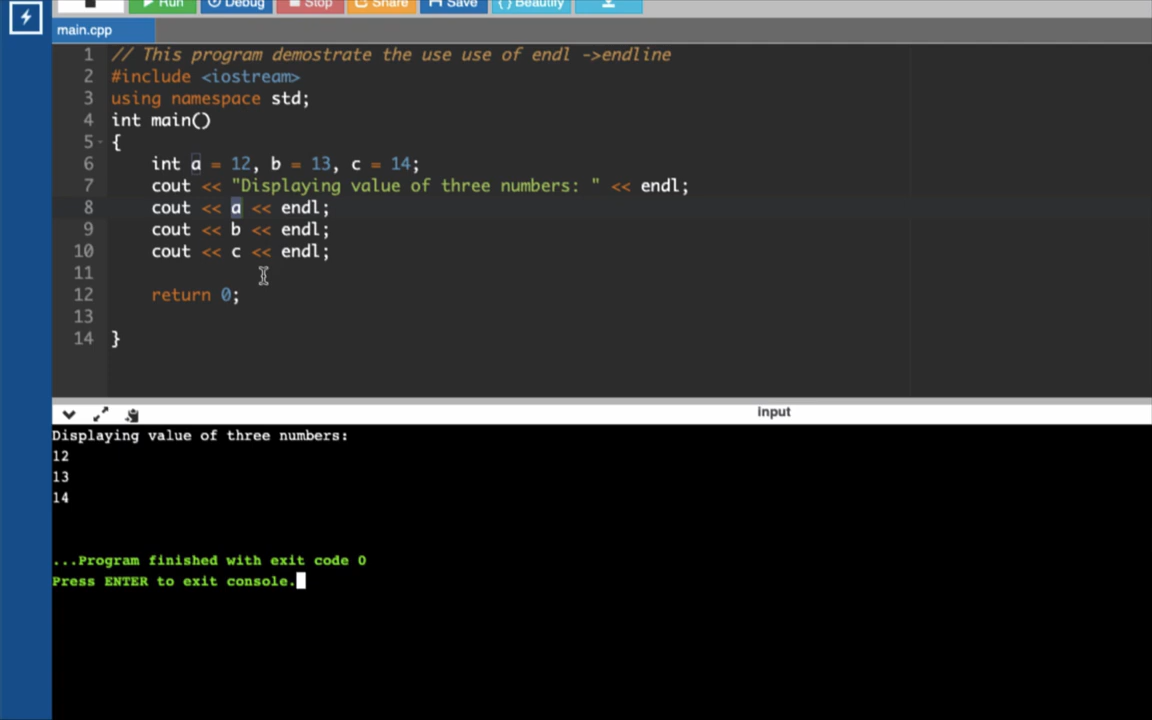 Run Debug Stop Share Save { } Beautify
main.cpp
1 // This program demostrate the use use of endl ->endline
2 #include <iostream>
3 using namespace std;
4 int main()
5 {
6 int a = 12, b = 13, c = 14;
7 cout << "Displaying value of three numbers: " << endl;
8 cout << a << endl;
9 cout << b << endl;
10 cout << c << endl;
11
12 return 0;
13
14 }
input
Displaying value of three numbers:
12
13
14
...Program finished with exit code 0
Press ENTER to exit console.